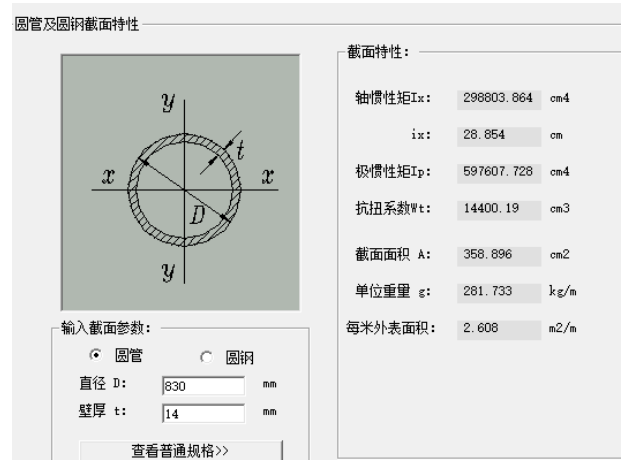 圆管及圆钢截面特性
y
t
x
x
D
y
输入截面参数:
圆管
圆钢
直径 D: 830 mm
壁厚 t: 14 mm
查看普通规格>>
截面特性:
轴惯性矩Ix: 298803.864 cm4
ix: 28.854 cm
极惯性矩Ip: 597607.728 cm4
抗扭系数Wt: 14400.19 cm3
截面面积 A: 358.896 cm2
单位重量 g: 281.733 kg/m
每米外表面积: 2.608 m2/m